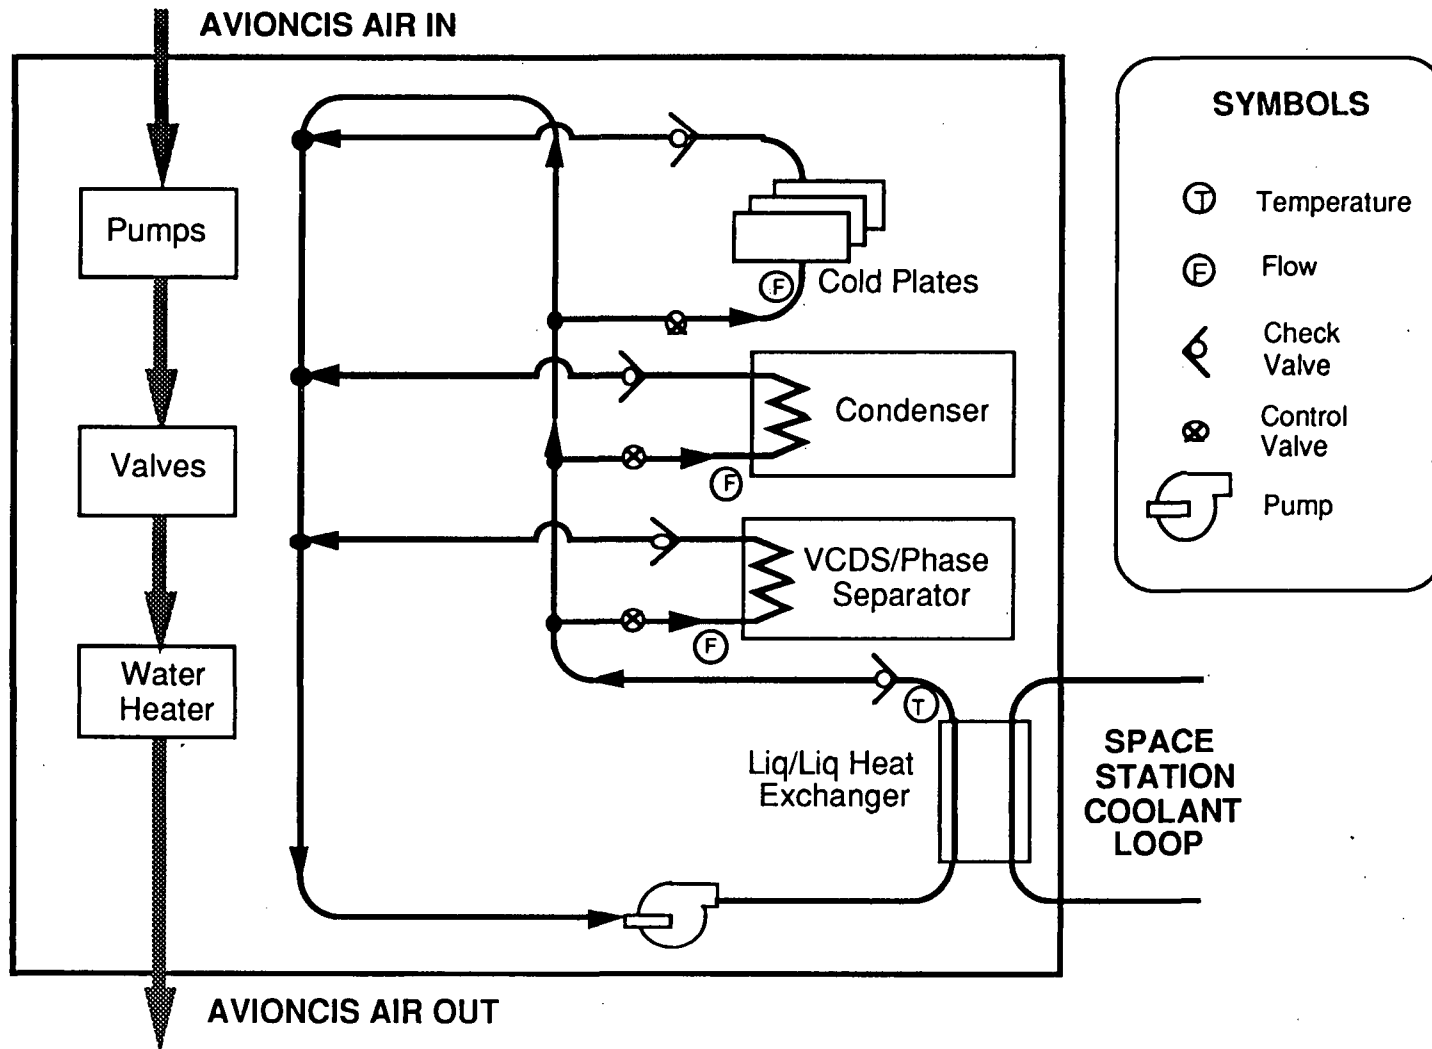 AVIONCIS AIR IN
Pumps
Valves
Water
Heater
AVIONCIS AIR OUT
F
Cold Plates
Condenser
F
VCDS/Phase
Separator
F
T
Liq/Liq Heat
Exchanger
SPACE
STATION
COOLANT
LOOP
SYMBOLS
T
Temperature
F
Flow
Check
Valve
Control
Valve
Pump